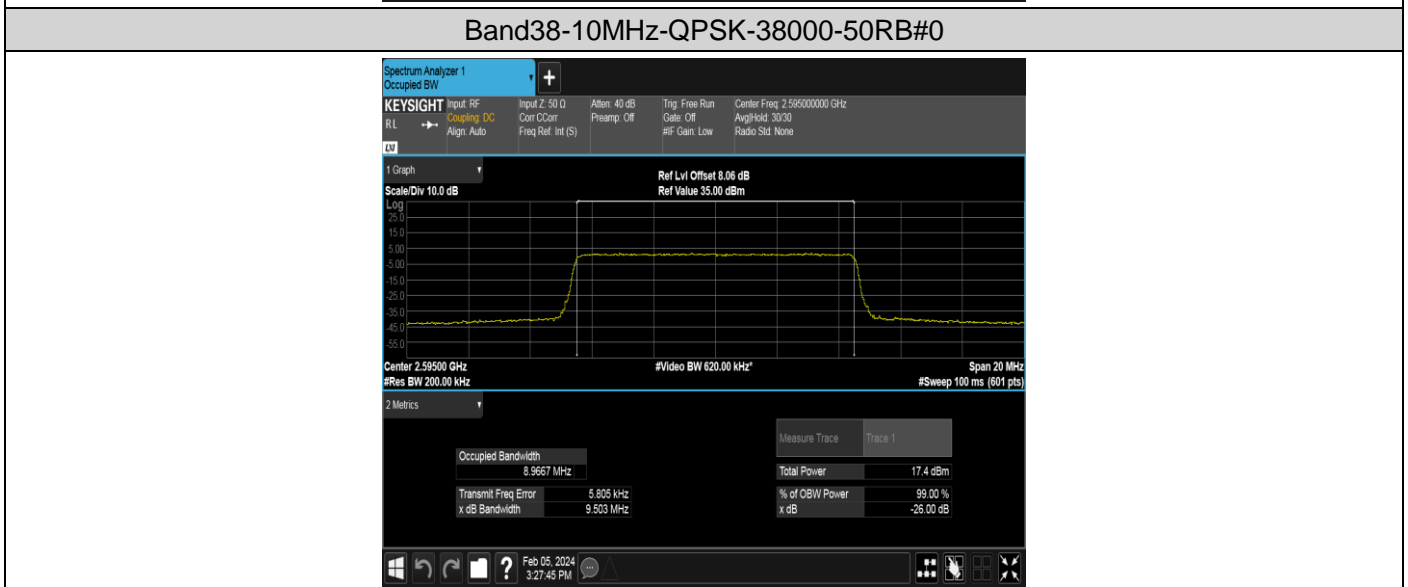 Band38-10MHz-QPSK-38000-50RB#0
Spectrum Analyzer 1
Occupied BW
+
KEYSIGHT Input: RF Input Z: 50 Ω Atten: 40 dB Trig: Free Run Center Freq: 2.595000000 GHz
RL Coupling: DC Corr CCorr Preamp: Off Gate: Off Avg|Hold: 30/30
Align: Auto Freq Ref: Int (S) #IF Gain: Low Radio Std: None
LXI
1 Graph Ref Lvl Offset 8.06 dB
Scale/Div 10.0 dB Ref Value 35.00 dBm
Log
25.0
15.0
5.00
-5.00
-15.0
-25.0
-35.0
-45.0
-55.0
Center 2.59500 GHz #Video BW 620.00 kHz* Span 20 MHz
#Res BW 200.00 kHz #Sweep 100 ms (601 pts)
2 Metrics
Measure Trace Trace 1
Occupied Bandwidth
8.9667 MHz Total Power 17.4 dBm
Transmit Freq Error 5.805 kHz % of OBW Power 99.00 %
x dB Bandwidth 9.503 MHz x dB -26.00 dB
? Feb 05, 2024
3:27:45 PM